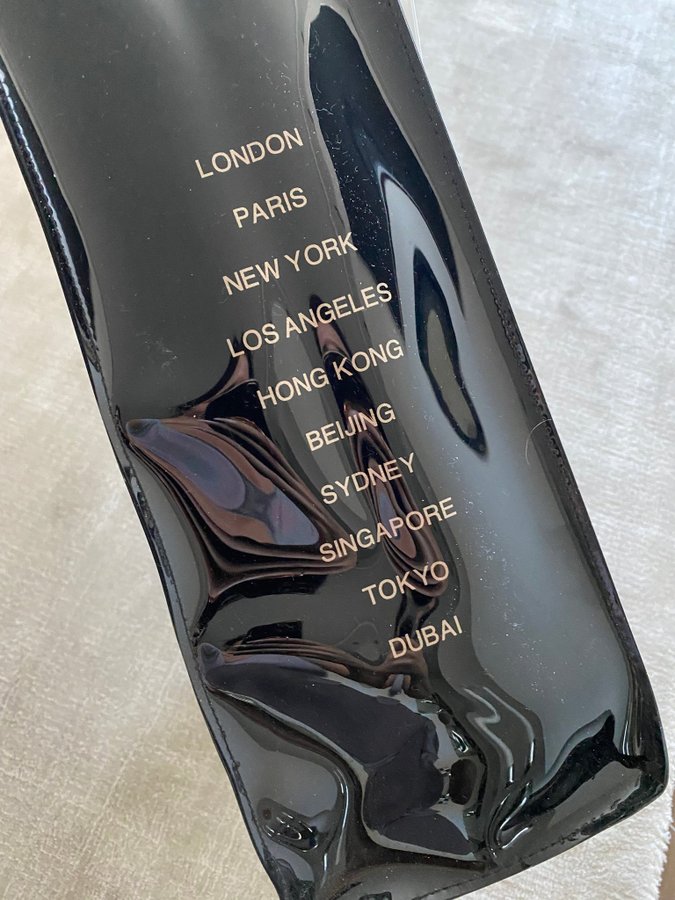 LONDON
PARIS
NEW YORK
LOS ANGELES
HONG KONG
BEIJING
SYDNEY
SINGAPORE
TOKYO
DUBAI